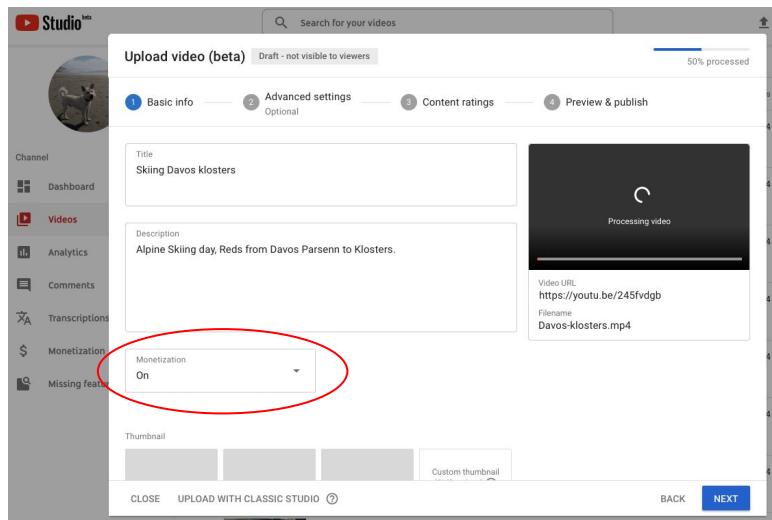 Studio beta
Search for your videos
Upload video (beta) Draft - not visible to viewers
50% processed
1 Basic info
2 Advanced settings
Optional
3 Content ratings
4 Preview & publish
Channel
Dashboard
Videos
Analytics
Comments
Transcriptions
Monetization
Missing featu
Title
Skiing Davos klosters
Description
Alpine Skiing day, Reds from Davos Parsenn to Klosters.
Processing video
Video URL
https://youtu.be/245fvdgb
Filename
Davos-klosters.mp4
Monetization
On
Thumbnail
Custom thumbnail
CLOSE UPLOAD WITH CLASSIC STUDIO ?
BACK NEXT